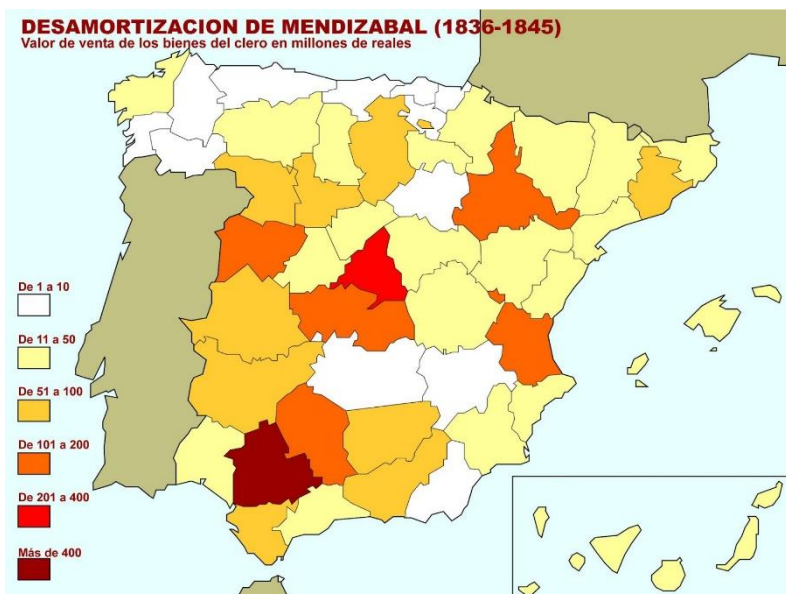 DESAMORTIZACION DE MENDIZABAL (1836-1845)
Valor de venta de los bienes del clero en millones de reales
De 1 a 10
De 11 a 50
De 51 a 100
De 101 a 200
De 201 a 400
Más de 400